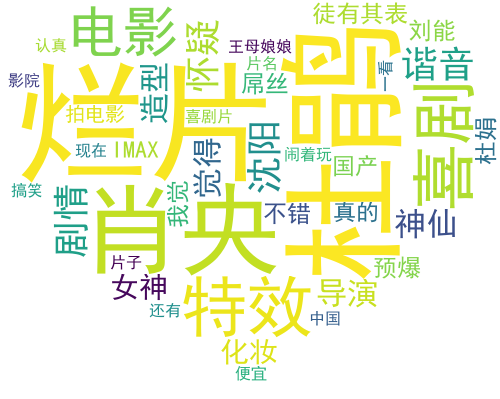 徒有其表
电影
刘能
王母娘娘
认真
怀疑
谐音
片名
影院
烂片
造型
屌丝
一看
杜鹃
喜剧
拍电影
喜剧片
杜娟
IMAX
现在
觉得
沈阳
闹着玩
国产
搞笑
我觉
剧情
肖央
不错
真的
神仙
片子
预爆
女神
特效
导演
还有
中国
化妆
便宜